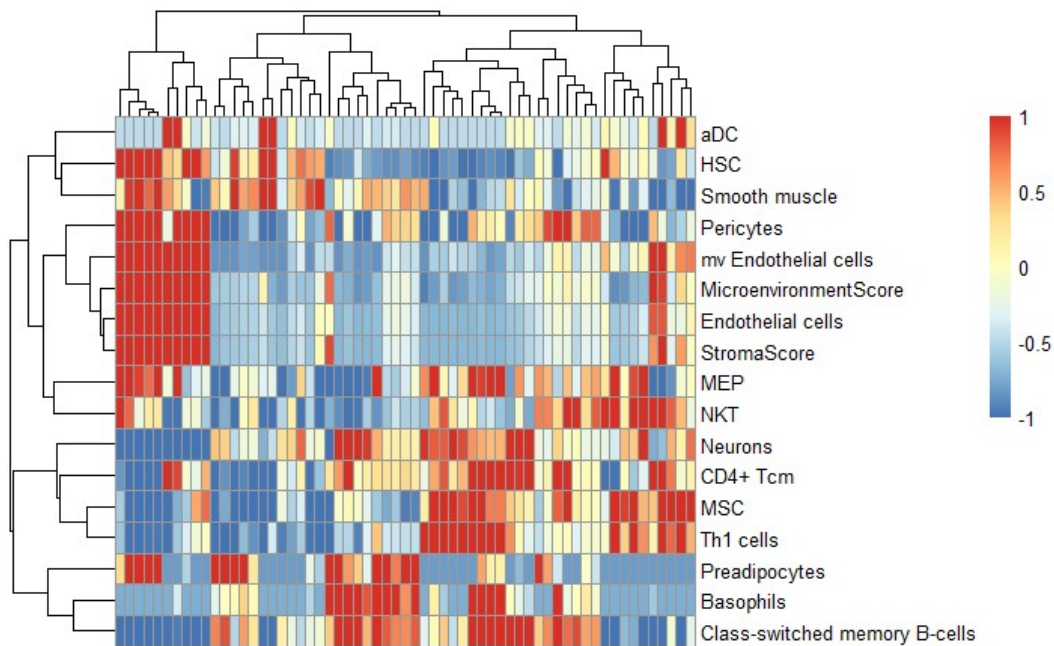 aDC
HSC
Smooth muscle
Pericytes
mv Endothelial cells
MicroenvironmentScore
Endothelial cells
StromaScore
MEP
NKT
Neurons
CD4+ Tcm
MSC
Th1 cells
Preadipocytes
Basophils
Class-switched memory B-cells
1
0.5
0
-0.5
-1